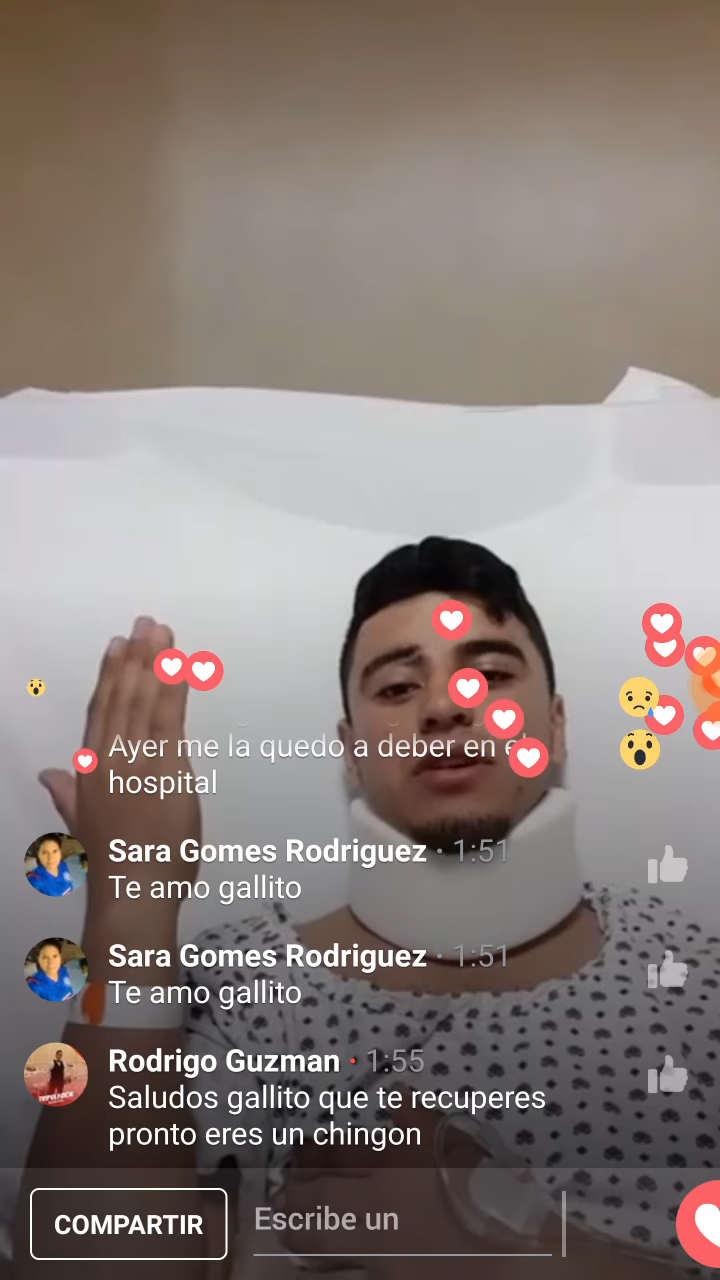 Ayer me la quedo a deber en el
hospital
Sara Gomes Rodriguez · 1:51
Te amo gallito
Sara Gomes Rodriguez · 1:51
Te amo gallito
Rodrigo Guzman · 1:55
Saludos gallito que te recuperes
pronto eres un chingon
COMPARTIR
Escribe un